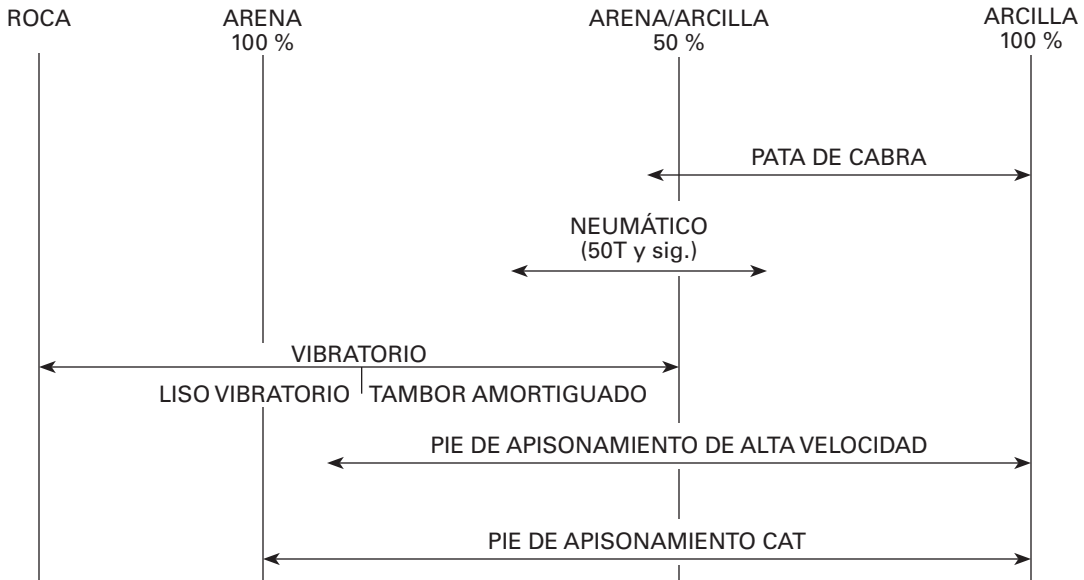 ROCA
ARENA
100 %
ARENA/ARCILLA
50 %
ARCILLA
100 %
PATA DE CABRA
NEUMÁTICO
(50T y sig.)
VIBRATORIO
LISO VIBRATORIO
TAMBOR AMORTIGUADO
PIE DE APISONAMIENTO DE ALTA VELOCIDAD
PIE DE APISONAMIENTO CAT